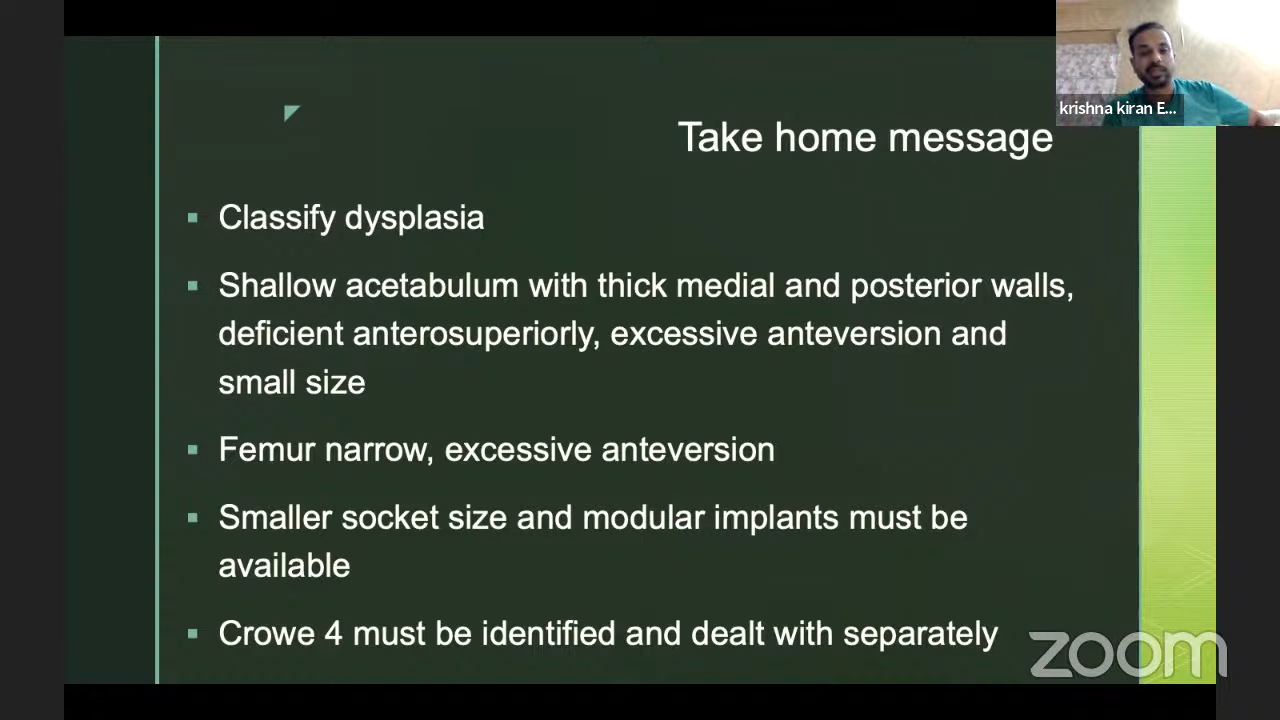 krishna kiran E...
Take home message
Classify dysplasia
Shallow acetabulum with thick medial and posterior walls,
deficient anterosuperiorly, excessive anteversion and
small size
Femur narrow, excessive anteversion
Smaller socket size and modular implants must be
available
Crowe 4 must be identified and dealt with separately
zoom